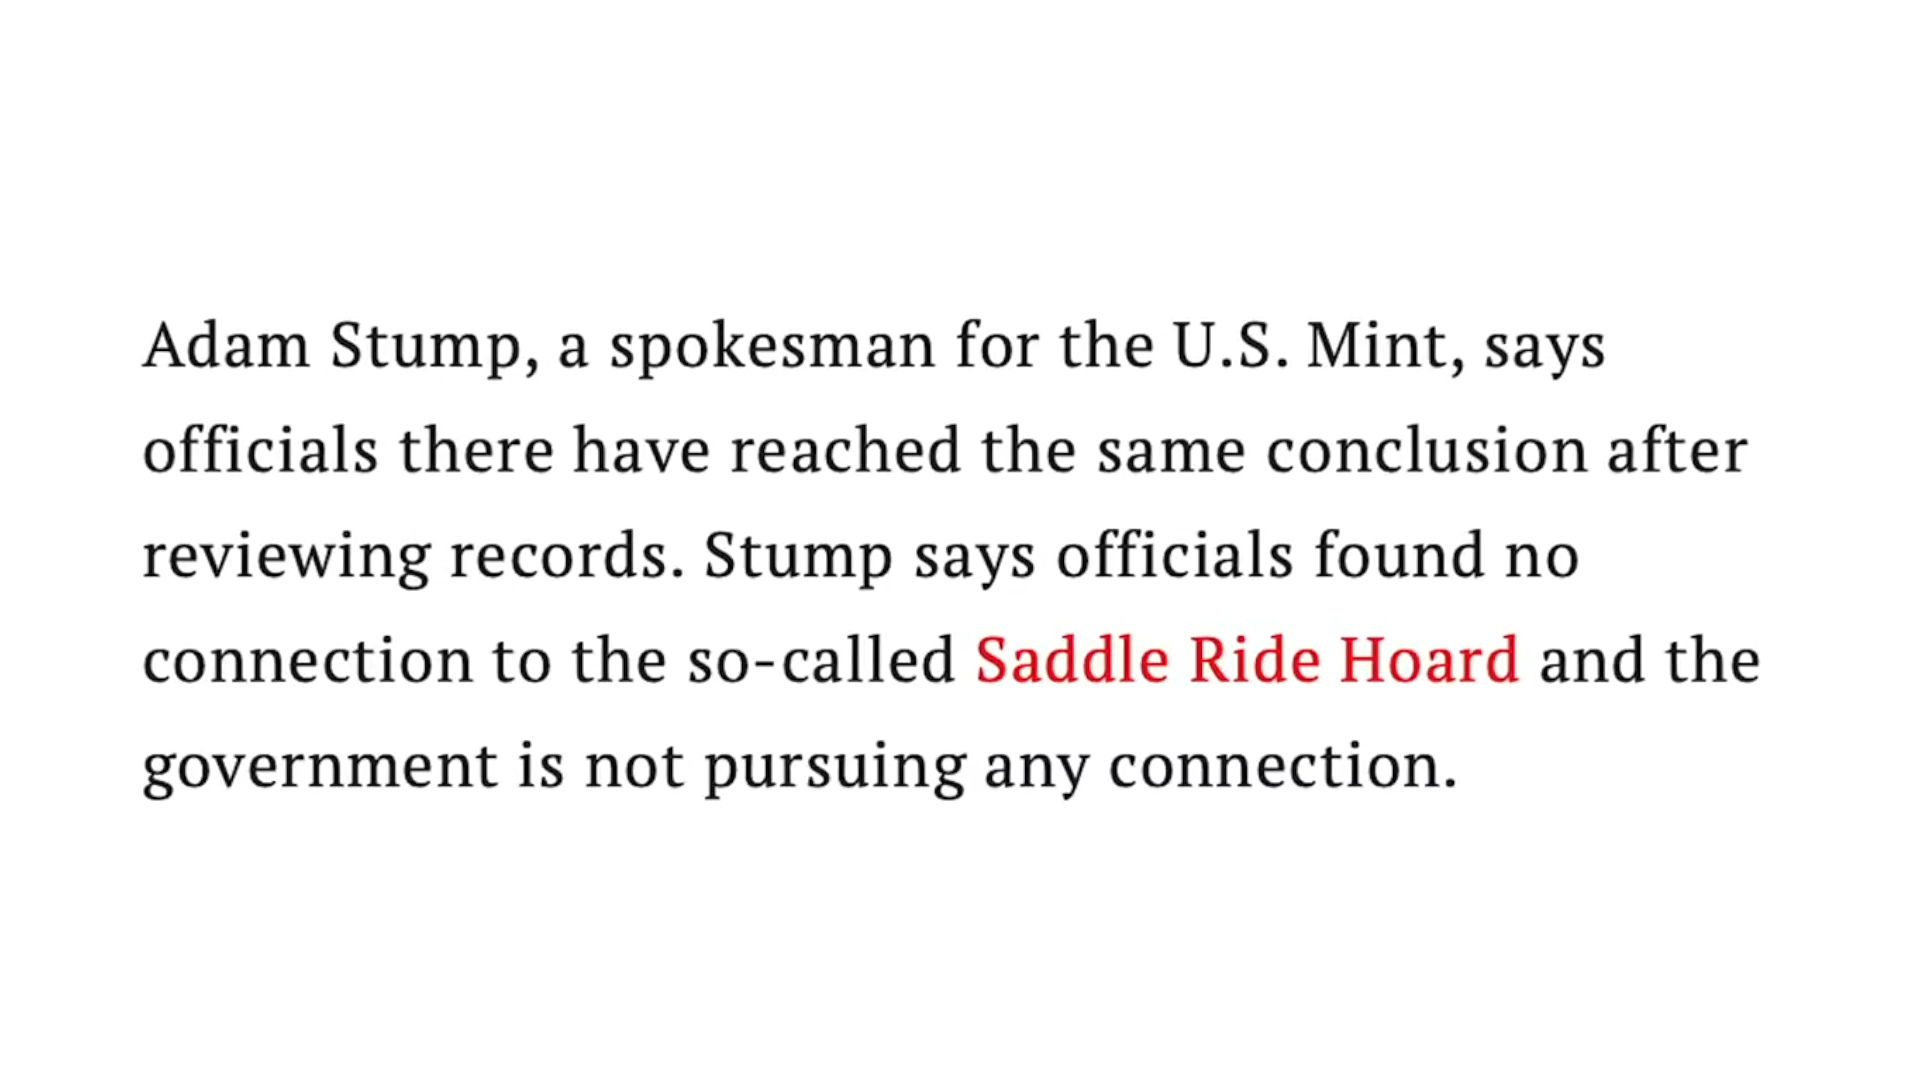 Adam Stump, a spokesman for the U.S. Mint, says
officials there have reached the same conclusion after
reviewing records. Stump says officials found no
connection to the so-called Saddle Ride Hoard and the
government is not pursuing any connection.